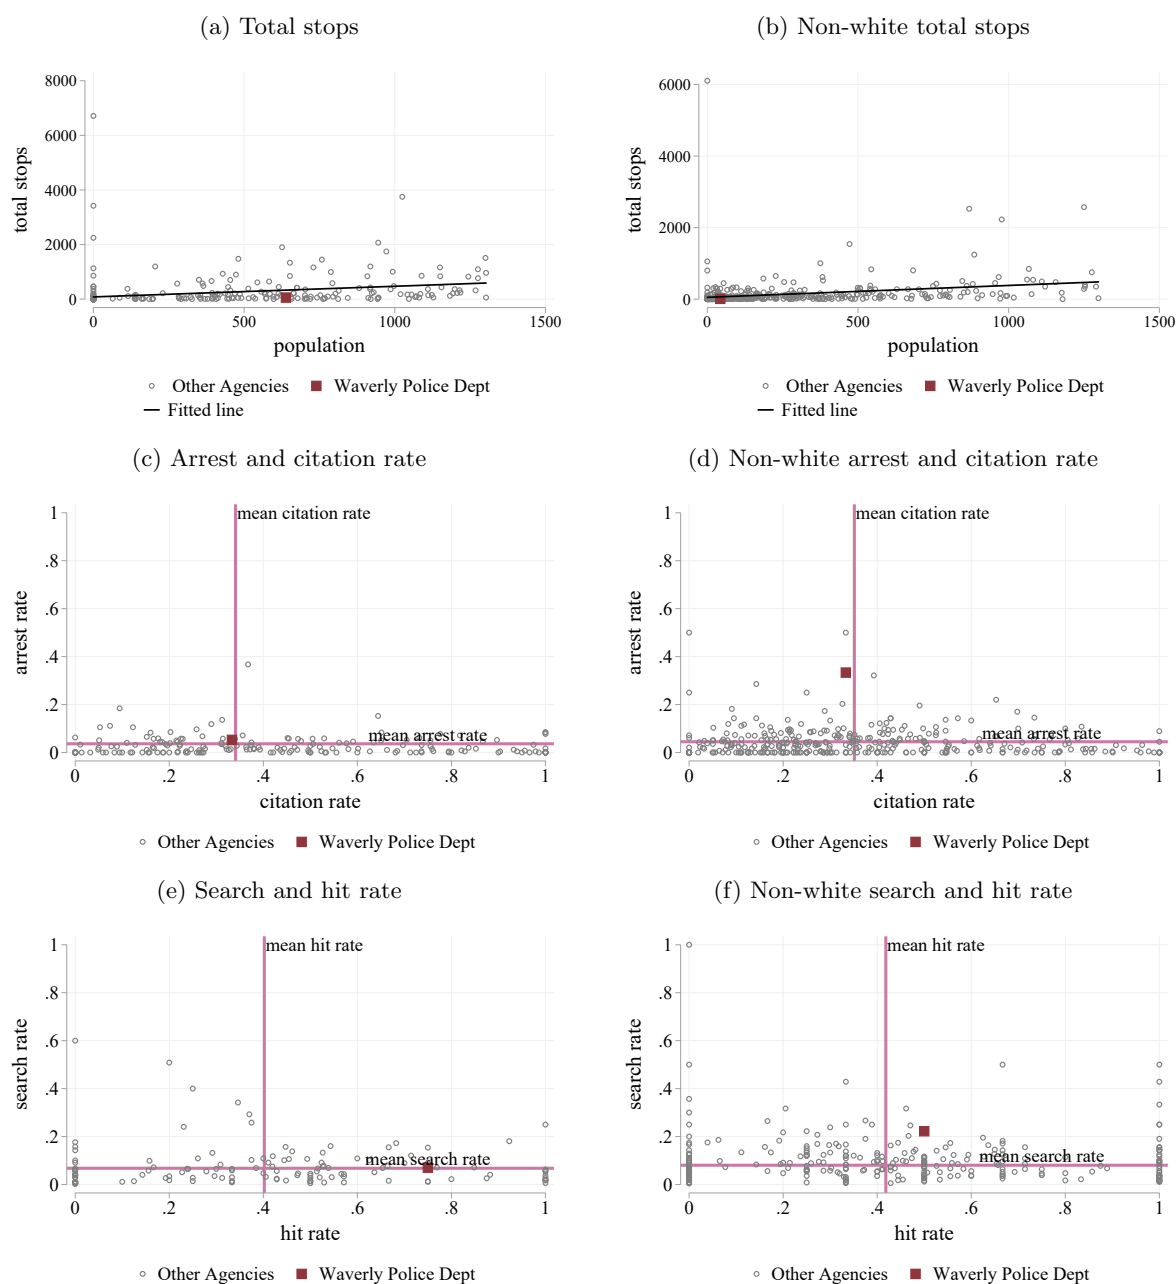 (a) Total stops
(b) Non-white total stops
8000
6000
4000
2000
0
total stops
0 500 1000 1500
population
Other Agencies Waverly Police Dept
Fitted line
6000
4000
2000
0
total stops
0 500 1000 1500
population
Other Agencies Waverly Police Dept
Fitted line
(c) Arrest and citation rate
(d) Non-white arrest and citation rate
mean citation rate
1
.8
.6
.4
.2
0
arrest rate
mean arrest rate
0 .2 .4 .6 .8 1
citation rate
Other Agencies Waverly Police Dept
mean citation rate
1
.8
.6
.4
.2
0
arrest rate
mean arrest rate
0 .2 .4 .6 .8 1
citation rate
Other Agencies Waverly Police Dept
(e) Search and hit rate
(f) Non-white search and hit rate
mean hit rate
1
.8
.6
.4
.2
0
search rate
mean search rate
0 .2 .4 .6 .8 1
hit rate
Other Agencies Waverly Police Dept
mean hit rate
1
.8
.6
.4
.2
0
search rate
mean search rate
0 .2 .4 .6 .8 1
hit rate
Other Agencies Waverly Police Dept